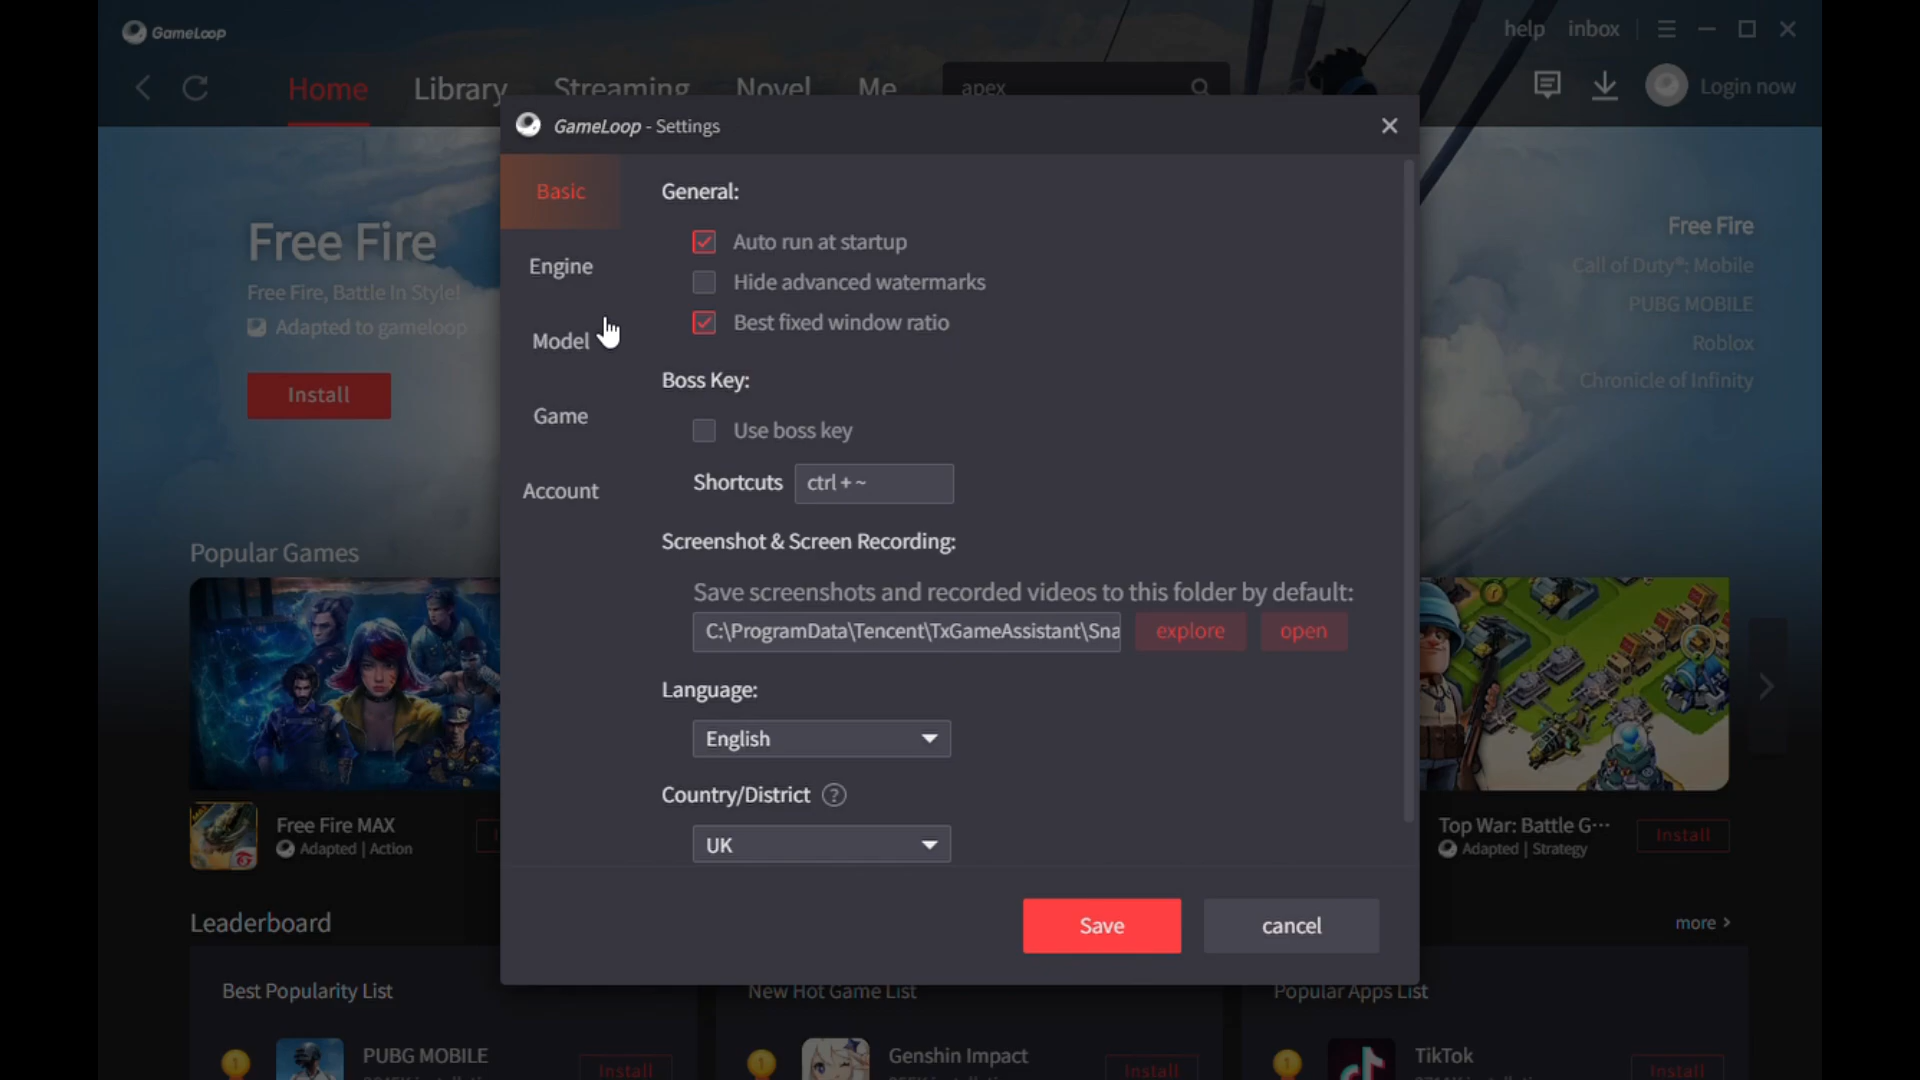 GameLoop
help inbox
Home Library Streaming Novel Me apex Login now
GameLoop - Settings
Basic
Engine
Model
Game
Account
General:
Auto run at startup
Hide advanced watermarks
Best fixed window ratio
Boss Key:
Use boss key
Shortcuts ctrl + ~
Screenshot & Screen Recording:
Save screenshots and recorded videos to this folder by default:
C:\ProgramData\Tencent\TxGameAssistant\Sna explore open
Language:
English
Country/District ?
UK
Save cancel
Free Fire
Free Fire, Battle In Style!
Adapted to gameloop
Install
Free Fire
Call of Duty®: Mobile
PUBG MOBILE
Roblox
Chronicle of Infinity
Popular Games
Free Fire MAX
Adapted | Action
Top War: Battle G···
Adapted | Strategy
Install
Leaderboard
more >
Best Popularity List
New Hot Game List
Popular Apps List
1 PUBG MOBILE Install
1 Genshin Impact Install
1 TikTok Install